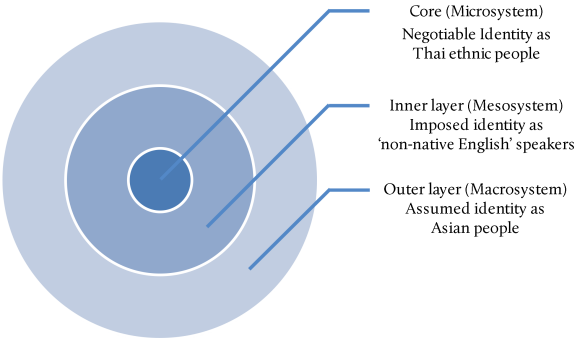 Core (Microsystem)
Negotiable Identity as
Thai ethnic people
Inner layer (Mesosystem)
Imposed identity as
‘non-native English’ speakers
Outer layer (Macrosystem)
Assumed identity as
Asian people